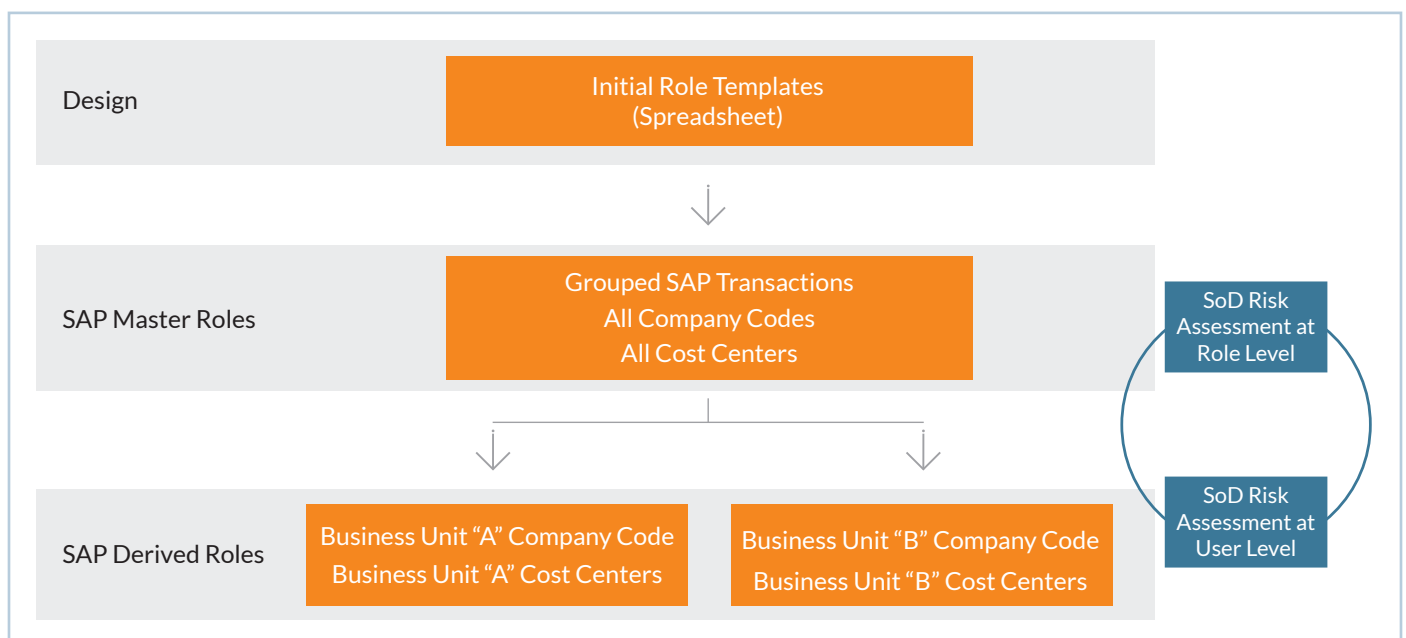 Design
Initial Role Templates
(Spreadsheet)
SAP Master Roles
Grouped SAP Transactions
All Company Codes
All Cost Centers
SoD Risk
Assessment at
Role Level
SAP Derived Roles
Business Unit “A” Company Code
Business Unit “A” Cost Centers
Business Unit “B” Company Code
Business Unit “B” Cost Centers
SoD Risk
Assessment at
User Level